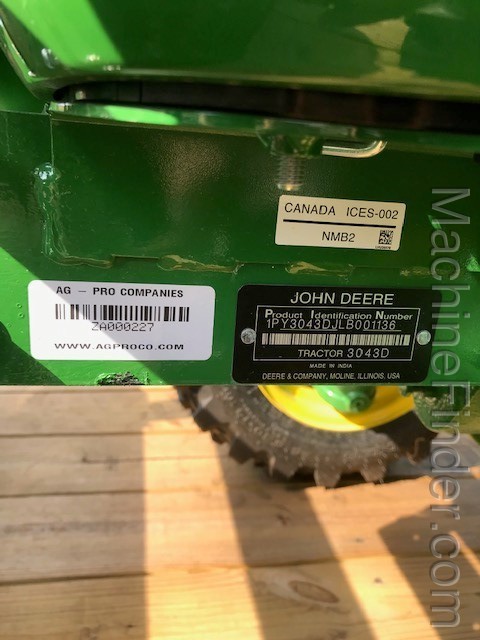 CANADA ICES-002
NMB2
AG - PRO COMPANIES
ZA000227
WWW.AGPROCO.COM
JOHN DEERE
Product Identification Number
1PY3043DJLB001136
TRACTOR 3043D
MADE IN INDIA
DEERE & COMPANY, MOLINE, ILLINOIS, USA
MachineFinder.com